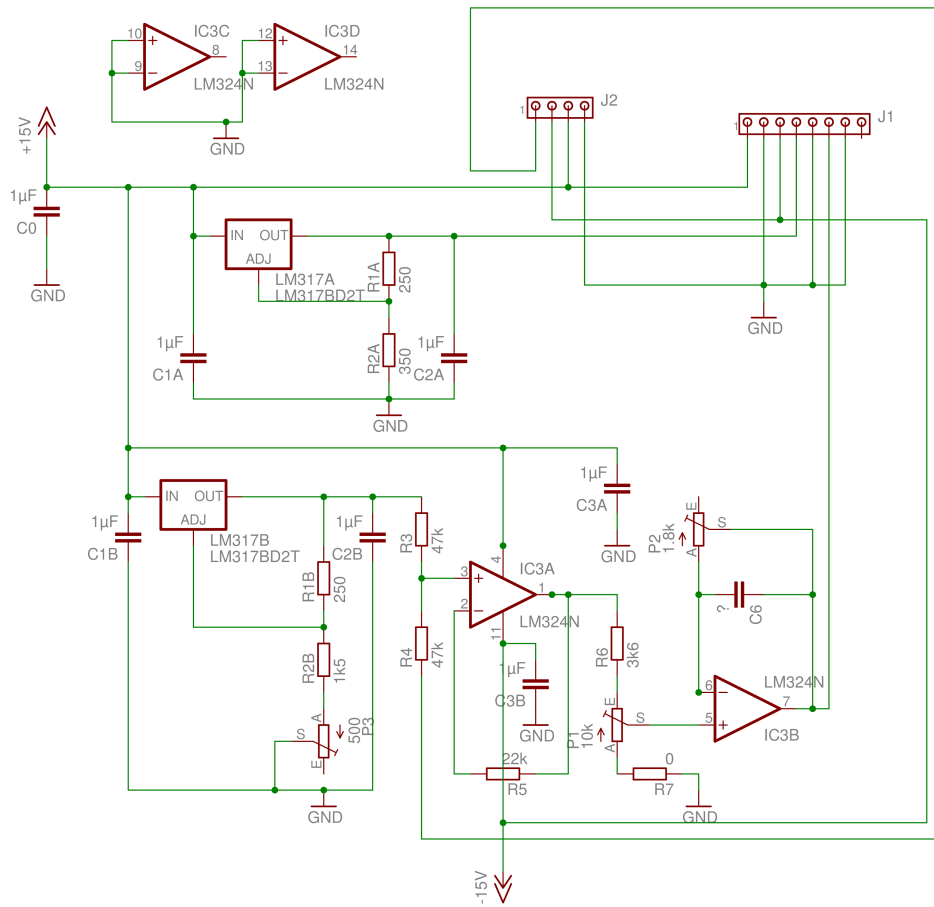 10
+
9
−
8
IC3C
LM324N
12
+
13
−
14
IC3D
LM324N
GND
+15V
1
J2
1
J1
1µF
C0
GND
IN OUT
ADJ
LM317A
LM317BD2T
R1A
250
R2A
350
1µF
C1A
1µF
C2A
GND
GND
IN OUT
ADJ
LM317B
LM317BD2T
1µF
C1B
1µF
C2B
R1B
250
R2B
1k5
A
S
E
500
P3
GND
R3
47k
R4
47k
1µF
C3A
GND
3
+
2
−
4
11
1
IC3A
LM324N
1µF
C3B
GND
22k
R5
R6
3k6
E
S
A
P1
10k
0
R7
GND
E
S
A
P2
1.8k
?
C6
6
−
5
+
7
LM324N
IC3B
-15V